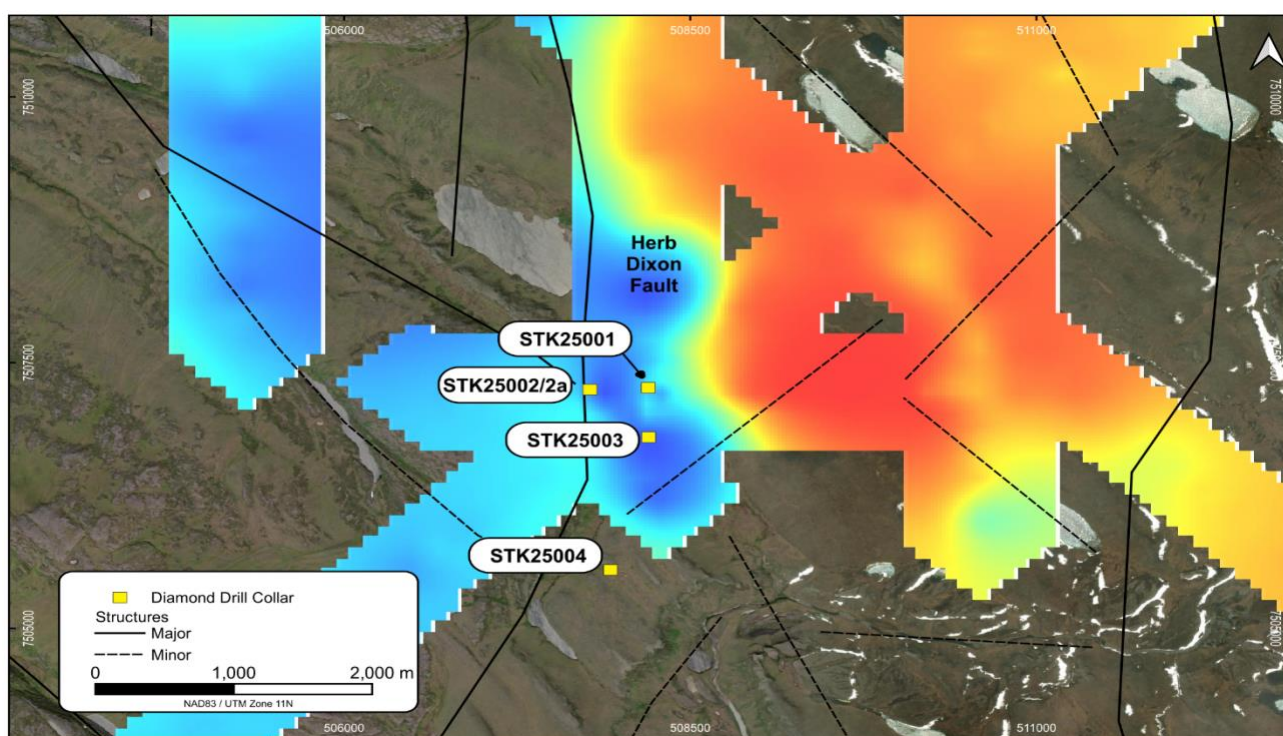 506000
508500
511000
7510000
7510000
Herb
Dixon
Fault
STK25001
7507500
7507500
STK25002/2a
STK25003
STK25004
Diamond Drill Collar
Structures
Major
Minor
0 1,000 2,000 m
NAD83 / UTM Zone 11N
7505000
506000
508500
511000